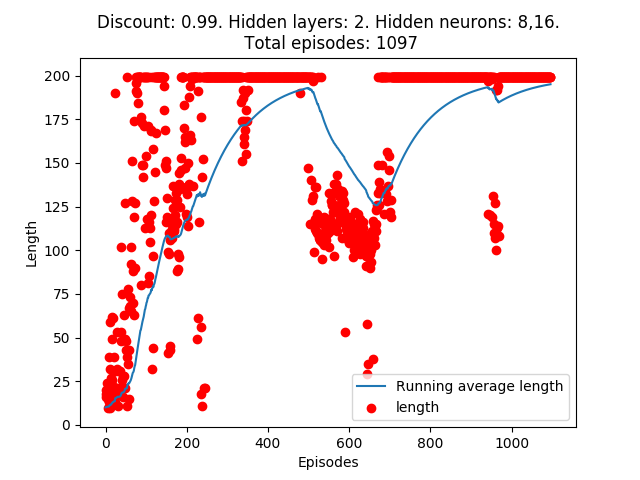 Discount: 0.99. Hidden layers: 2. Hidden neurons: 8,16.
Total episodes: 1097
200
175
150
125
100
75
50
25
0
Length
Running average length
length
0 200 400 600 800 1000
Episodes